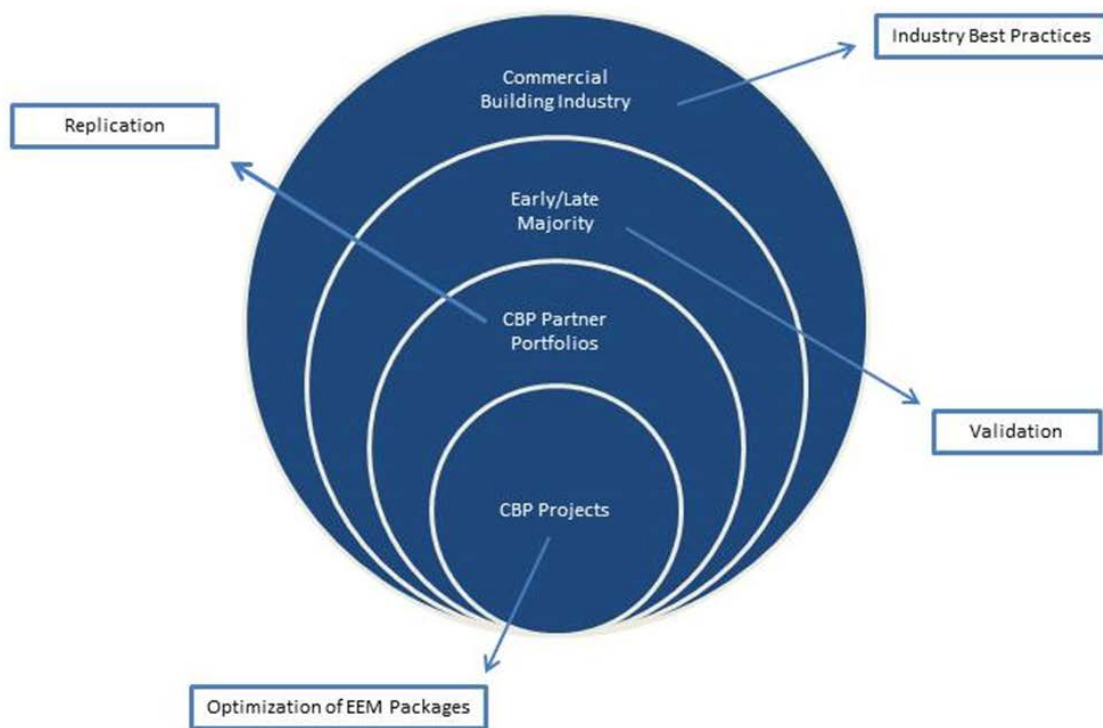 Industry Best Practices
Commercial
Building Industry
Replication
Early/Late
Majority
CBP Partner
Portfolios
Validation
CBP Projects
Optimization of EEM Packages